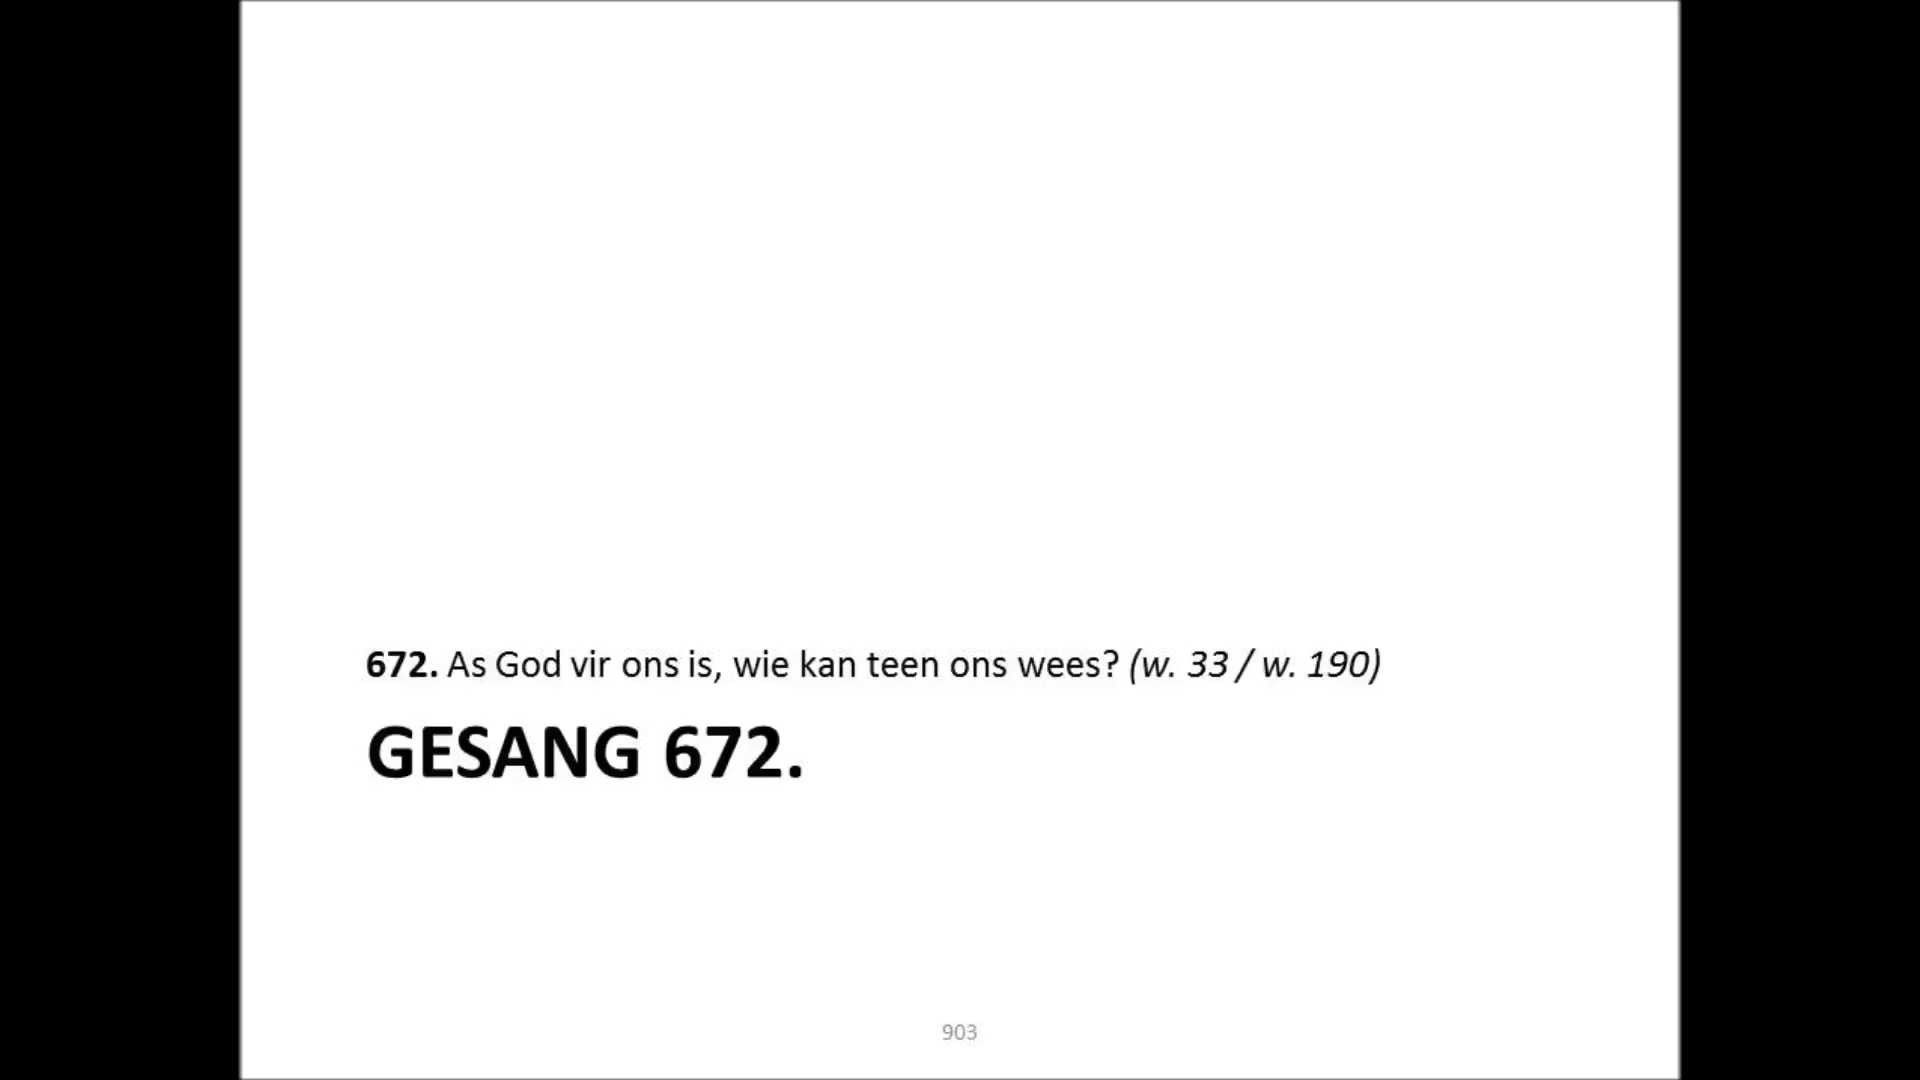 672. As God vir ons is, wie kan teen ons wees? (w. 33 / w. 190)
GESANG 672.
903